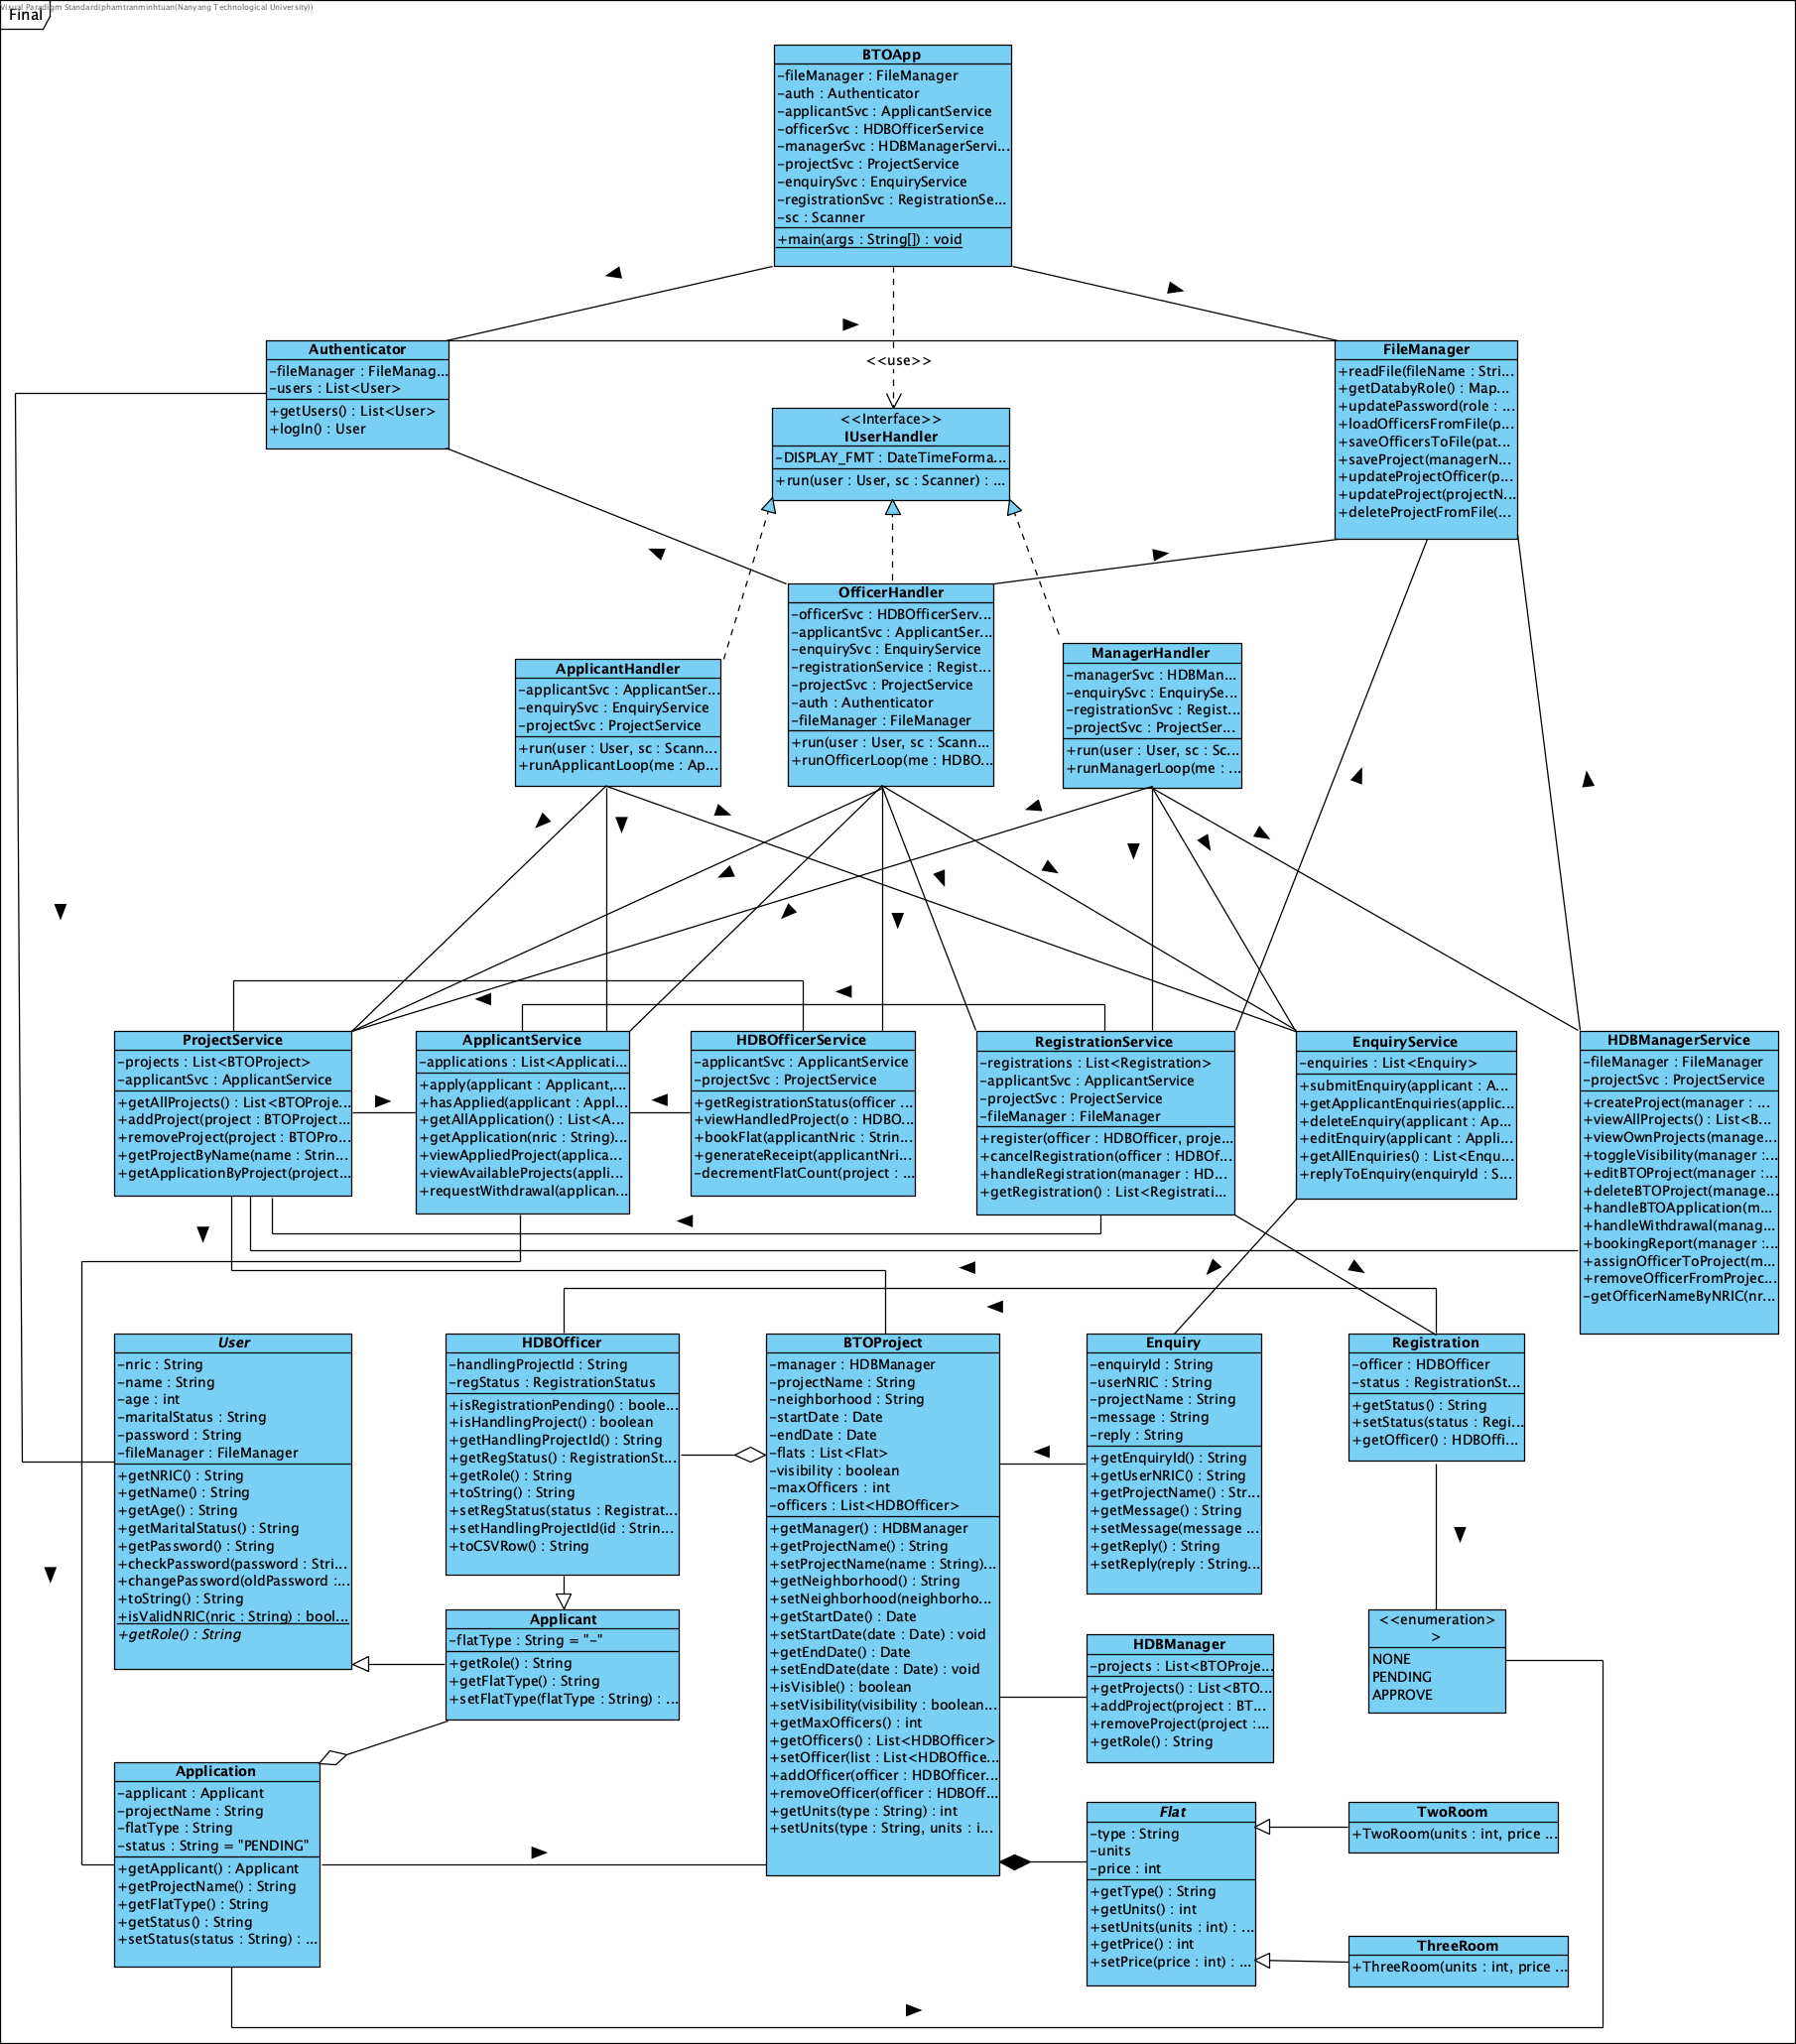 Visual Paradigm Standard(phamtranminhtuan(Nanyang Technological University))
Final
BTOApp
-fileManager : FileManager
-auth : Authenticator
-applicantSvc : ApplicantService
-officerSvc : HDBOfficerService
-managerSvc : HDBManagerServi...
-projectSvc : ProjectService
-enquirySvc : EnquiryService
-registrationSvc : RegistrationSe...
-sc : Scanner
+main(args : String[]) : void
Authenticator
-fileManager : FileManag...
-users : List<User>
+getUsers() : List<User>
+logIn() : User
<<use>>
FileManager
+readFile(fileName : Stri...
+getDatabyRole() : Map...
+updatePassword(role : ...
+loadOfficersFromFile(p...
+saveOfficersToFile(pat...
+saveProject(managerN...
+updateProjectOfficer(p...
+updateProject(projectN...
+deleteProjectFromFile(...
<<Interface>>
IUserHandler
-DISPLAY_FMT : DateTimeForma...
+run(user : User, sc : Scanner) : ...
ApplicantHandler
-applicantSvc : ApplicantSer...
-enquirySvc : EnquiryService
-projectSvc : ProjectService
+run(user : User, sc : Scann...
+runApplicantLoop(me : Ap...
OfficerHandler
-officerSvc : HDBOfficerServ...
-applicantSvc : ApplicantSer...
-enquirySvc : EnquiryService
-registrationService : Regist...
-projectSvc : ProjectService
-auth : Authenticator
-fileManager : FileManager
+run(user : User, sc : Scann...
+runOfficerLoop(me : HDBO...
ManagerHandler
-managerSvc : HDBMan...
-enquirySvc : EnquirySe...
-registrationSvc : Regist...
-projectSvc : ProjectSer...
+run(user : User, sc : Sc...
+runManagerLoop(me : ...
ProjectService
-projects : List<BTOProject>
-applicantSvc : ApplicantService
+getAllProjects() : List<BTOProje...
+addProject(project : BTOProject...
+removeProject(project : BTOPro...
+getProjectByName(name : Strin...
+getApplicationByProject(project...
ApplicantService
-applications : List<Applicati...
+apply(applicant : Applicant,...
+hasApplied(applicant : Appl...
+getAllApplication() : List<A...
+getApplication(nric : String)...
+viewAppliedProject(applica...
+viewAvailableProjects(appli...
+requestWithdrawal(applican...
HDBOfficerService
-applicantSvc : ApplicantService
-projectSvc : ProjectService
+getRegistrationStatus(officer ...
+viewHandledProject(o : HDBO...
+bookFlat(applicantNric : Strin...
+generateReceipt(applicantNri...
-decrementFlatCount(project : ...
RegistrationService
-registrations : List<Registration>
-applicantSvc : ApplicantService
-projectSvc : ProjectService
-fileManager : FileManager
+register(officer : HDBOfficer, proje...
+cancelRegistration(officer : HDBOf...
+handleRegistration(manager : HD...
+getRegistration() : List<Registrati...
EnquiryService
-enquiries : List<Enquiry>
+submitEnquiry(applicant : A...
+getApplicantEnquiries(applic...
+deleteEnquiry(applicant : Ap...
+editEnquiry(applicant : Appli...
+getAllEnquiries() : List<Enqu...
+replyToEnquiry(enquiryId : S...
HDBManagerService
-fileManager : FileManager
-projectSvc : ProjectService
+createProject(manager : ...
+viewAllProjects() : List<B...
+viewOwnProjects(manage...
+toggleVisibility(manager :...
+editBTOProject(manager :...
+deleteBTOProject(manage...
+handleBTOApplication(m...
+handleWithdrawal(manag...
+bookingReport(manager :...
+assignOfficerToProject(m...
+removeOfficerFromProjec...
-getOfficerNameByNRIC(nr...
User
-nric : String
-name : String
-age : int
-maritalStatus : String
-password : String
-fileManager : FileManager
+getNRIC() : String
+getName() : String
+getAge() : String
+getMaritalStatus() : String
+getPassword() : String
+checkPassword(password : Stri...
+changePassword(oldPassword :...
+toString() : String
+isValidNRIC(nric : String) : bool...
+getRole() : String
HDBOfficer
-handlingProjectId : String
-regStatus : RegistrationStatus
+isRegistrationPending() : boole...
+isHandlingProject() : boolean
+getHandlingProjectId() : String
+getRegStatus() : RegistrationSt...
+getRole() : String
+toString() : String
+setRegStatus(status : Registrat...
+setHandlingProjectId(id : Strin...
+toCSVRow() : String
BTOProject
-manager : HDBManager
-projectName : String
-neighborhood : String
-startDate : Date
-endDate : Date
-flats : List<Flat>
-visibility : boolean
-maxOfficers : int
-officers : List<HDBOfficer>
+getManager() : HDBManager
+getProjectName() : String
+setProjectName(name : String)...
+getNeighborhood() : String
+setNeighborhood(neighborho...
+getStartDate() : Date
+setStartDate(date : Date) : void
+getEndDate() : Date
+setEndDate(date : Date) : void
+isVisible() : boolean
+setVisibility(visibility : boolean...
+getMaxOfficers() : int
+getOfficers() : List<HDBOfficer>
+setOfficer(list : List<HDBOffice...
+addOfficer(officer : HDBOfficer...
+removeOfficer(officer : HDBOff...
+getUnits(type : String) : int
+setUnits(type : String, units : i...
Enquiry
-enquiryId : String
-userNRIC : String
-projectName : String
-message : String
-reply : String
+getEnquiryId() : String
+getUserNRIC() : String
+getProjectName() : Str...
+getMessage() : String
+setMessage(message ...
+getReply() : String
+setReply(reply : String...
Registration
-officer : HDBOfficer
-status : RegistrationSt...
+getStatus() : String
+setStatus(status : Regi...
+getOfficer() : HDBOffi...
Applicant
-flatType : String = "-"
+getRole() : String
+getFlatType() : String
+setFlatType(flatType : String) : ...
<<enumeration>
>
NONE
PENDING
APPROVE
HDBManager
-projects : List<BTOProje...
+getProjects() : List<BTO...
+addProject(project : BT...
+removeProject(project :...
+getRole() : String
Application
-applicant : Applicant
-projectName : String
-flatType : String
-status : String = "PENDING"
+getApplicant() : Applicant
+getProjectName() : String
+getFlatType() : String
+getStatus() : String
+setStatus(status : String) : ...
Flat
-type : String
-units
-price : int
+getType() : String
+getUnits() : int
+setUnits(units : int) : ...
+getPrice() : int
+setPrice(price : int) : ...
TwoRoom
+TwoRoom(units : int, price ...
ThreeRoom
+ThreeRoom(units : int, price ...